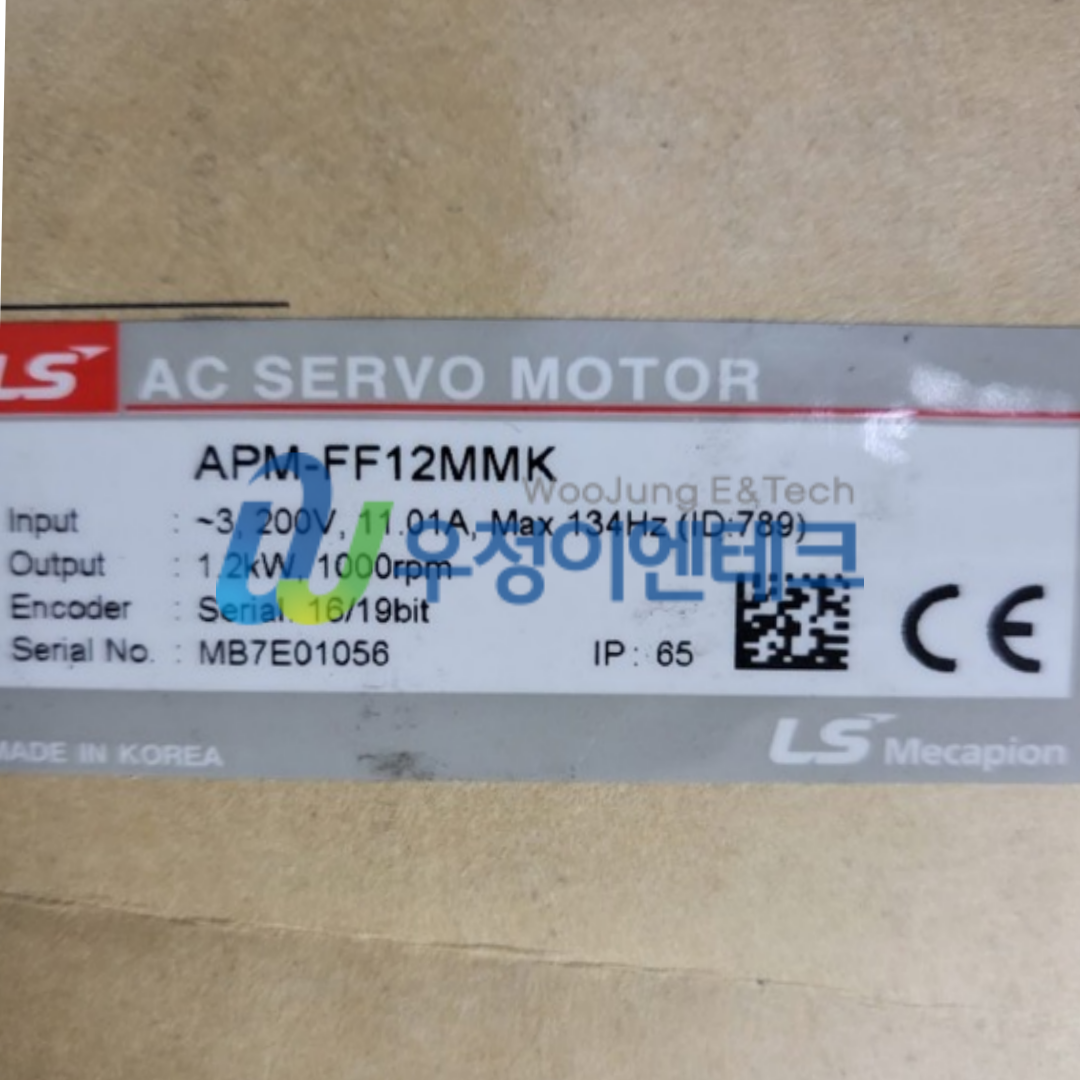 LS AC SERVO MOTOR
APM-FF12MMK
WooJung E&Tech
우정이엔테크
Input : ~3, 200V, 11.01A, Max 134Hz (ID:789)
Output : 1.2kW, 1000rpm
Encoder : Serial. 16/19bit
Serial No. : MB7E01056 IP : 65
CE
MADE IN KOREA LS Mecapion